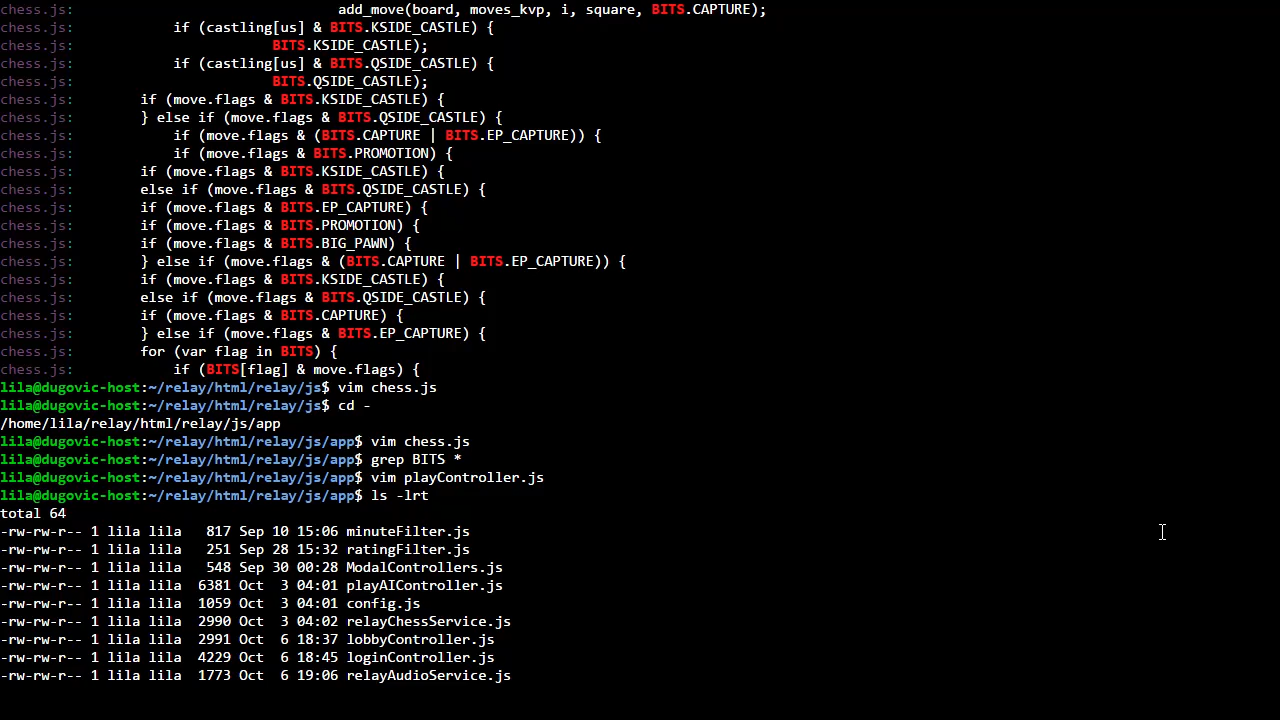 chess.js:                                add_move(board, moves_kvp, i, square, BITS.CAPTURE);
chess.js:            if (castling[us] & BITS.KSIDE_CASTLE) {
chess.js:                        BITS.KSIDE_CASTLE);
chess.js:            if (castling[us] & BITS.QSIDE_CASTLE) {
chess.js:                        BITS.QSIDE_CASTLE);
chess.js:        if (move.flags & BITS.KSIDE_CASTLE) {
chess.js:        } else if (move.flags & BITS.QSIDE_CASTLE) {
chess.js:            if (move.flags & (BITS.CAPTURE | BITS.EP_CAPTURE)) {
chess.js:            if (move.flags & BITS.PROMOTION) {
chess.js:        if (move.flags & BITS.KSIDE_CASTLE) {
chess.js:        else if (move.flags & BITS.QSIDE_CASTLE) {
chess.js:        if (move.flags & BITS.EP_CAPTURE) {
chess.js:        if (move.flags & BITS.PROMOTION) {
chess.js:        if (move.flags & BITS.BIG_PAWN) {
chess.js:        } else if (move.flags & (BITS.CAPTURE | BITS.EP_CAPTURE)) {
chess.js:        if (move.flags & BITS.KSIDE_CASTLE) {
chess.js:        else if (move.flags & BITS.QSIDE_CASTLE) {
chess.js:        if (move.flags & BITS.CAPTURE) {
chess.js:        } else if (move.flags & BITS.EP_CAPTURE) {
chess.js:        for (var flag in BITS) {
chess.js:            if (BITS[flag] & move.flags) {
lila@dugovic-host:~/relay/html/relay/js$ vim chess.js
lila@dugovic-host:~/relay/html/relay/js$ cd -
/home/lila/relay/html/relay/js/app
lila@dugovic-host:~/relay/html/relay/js/app$ vim chess.js
lila@dugovic-host:~/relay/html/relay/js/app$ grep BITS *
lila@dugovic-host:~/relay/html/relay/js/app$ vim playController.js
lila@dugovic-host:~/relay/html/relay/js/app$ ls -lrt
total 64
-rw-rw-r-- 1 lila lila   817 Sep 10 15:06 minuteFilter.js
-rw-rw-r-- 1 lila lila   251 Sep 28 15:32 ratingFilter.js
-rw-rw-r-- 1 lila lila   548 Sep 30 00:28 ModalControllers.js
-rw-rw-r-- 1 lila lila  6381 Oct  3 04:01 playAIController.js
-rw-rw-r-- 1 lila lila  1059 Oct  3 04:01 config.js
-rw-rw-r-- 1 lila lila  2990 Oct  3 04:02 relayChessService.js
-rw-rw-r-- 1 lila lila  2991 Oct  6 18:37 lobbyController.js
-rw-rw-r-- 1 lila lila  4229 Oct  6 18:45 loginController.js
-rw-rw-r-- 1 lila lila  1773 Oct  6 19:06 relayAudioService.js